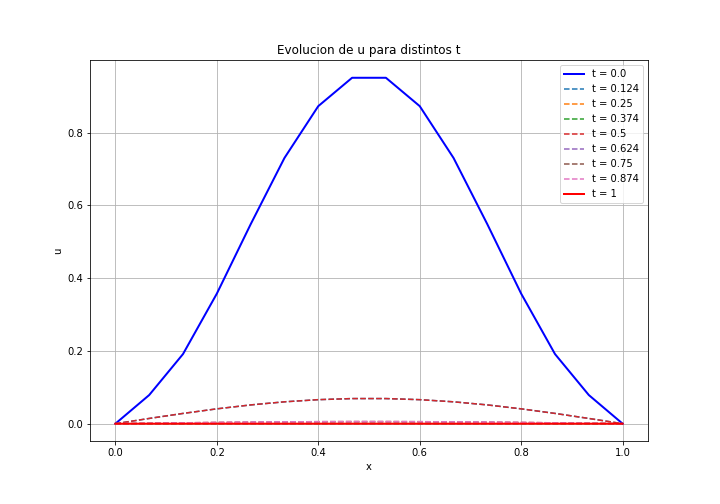 Evolucion de u para distintos t
t = 0.0
t = 0.124
t = 0.25
t = 0.374
t = 0.5
t = 0.624
t = 0.75
t = 0.874
t = 1
u
0.8
0.6
0.4
0.2
0.0
0.0 0.2 0.4 0.6 0.8 1.0
x